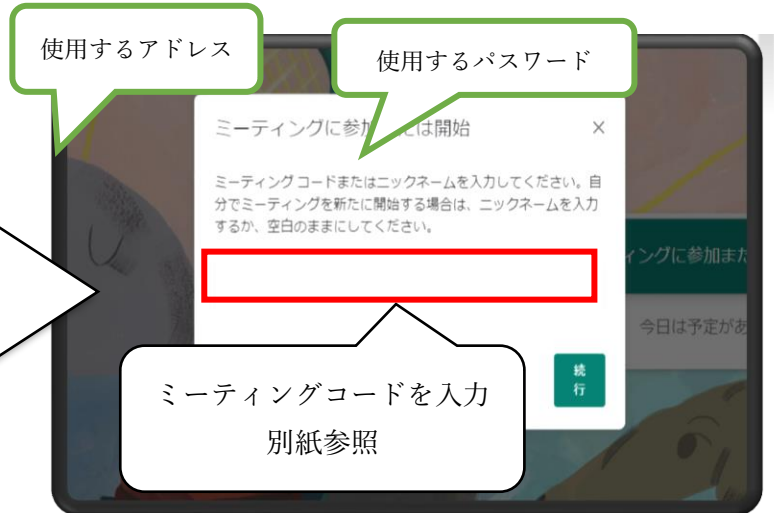 使用するアドレス
使用するパスワード
ミーティングに参加
は開始
×
ミーティング コードまたはニックネームを入力してください。自
分でミーティングを新たに開始する場合は、ニックネームを入力
するか、空白のままにしてください。
ィングに参加また
今日は予定があ
続
行
ミーティングコードを入力
別紙参照